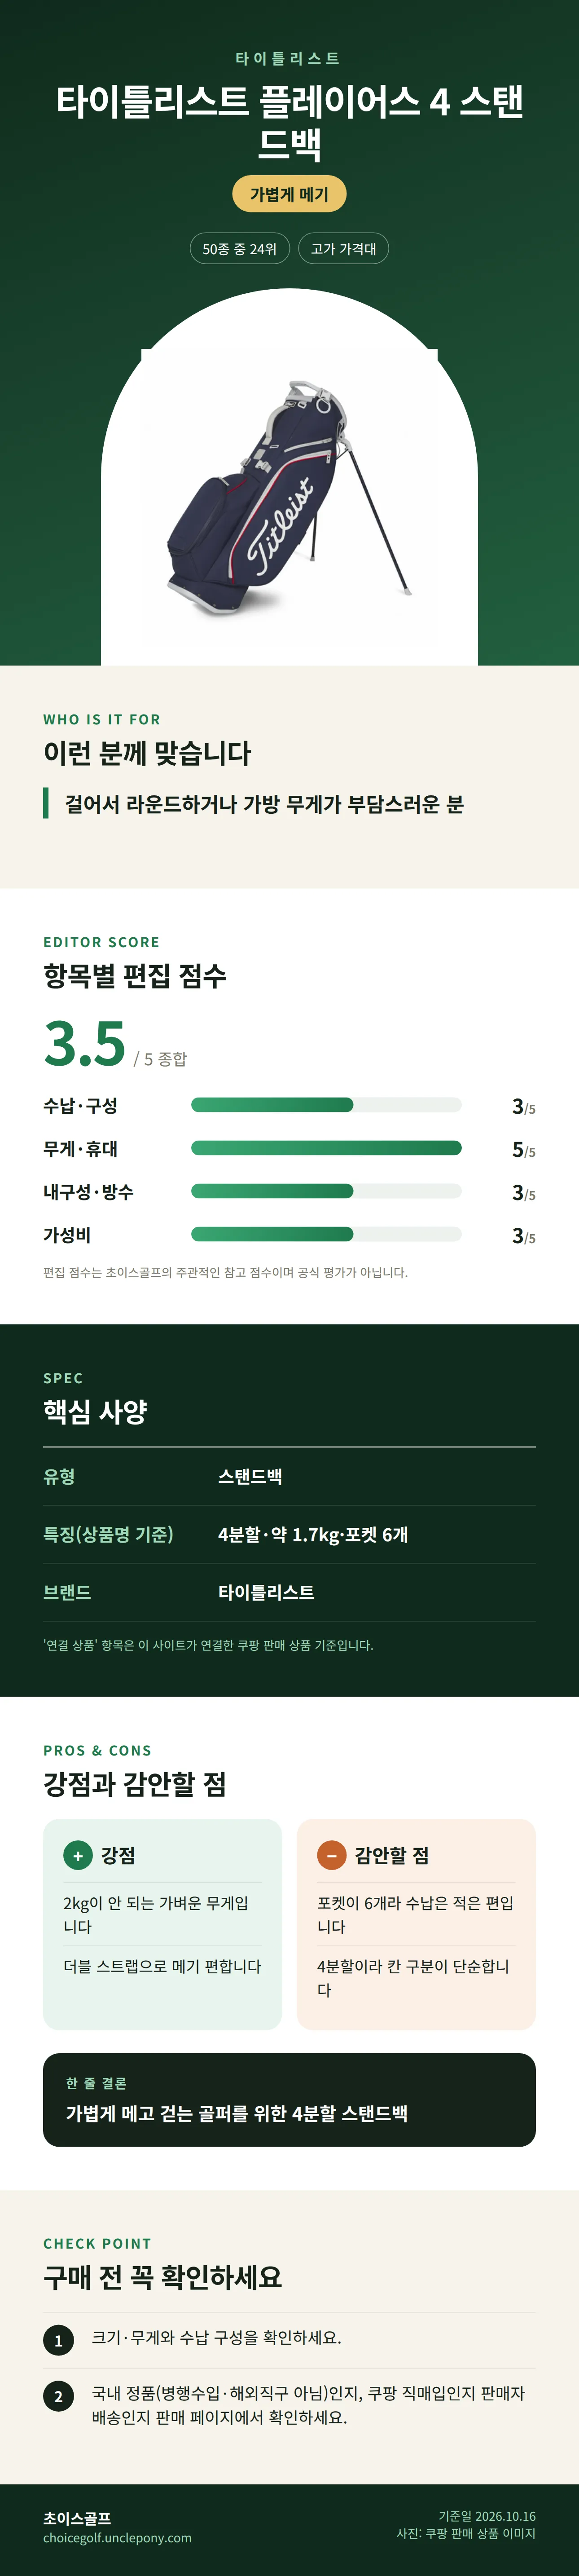 타이틀리스트
타이틀리스트 플레이어스 4 스탠
드백
가볍게 메기
50종 중 24위
고가 가격대
Titleist
WHO IS IT FOR
이런 분께 맞습니다
걸어서 라운드하거나 가방 무게가 부담스러운 분
EDITOR SCORE
항목별 편집 점수
3.5 / 5 종합
수납·구성 3/5
무게·휴대 5/5
내구성·방수 3/5
가성비 3/5
편집 점수는 초이스골프의 주관적인 참고 점수이며 공식 평가가 아닙니다.
SPEC
핵심 사양
유형 스탠드백
특징(상품명 기준) 4분할·약 1.7kg·포켓 6개
브랜드 타이틀리스트
'연결 상품' 항목은 이 사이트가 연결한 쿠팡 판매 상품 기준입니다.
PROS & CONS
강점과 감안할 점
+ 강점
2kg이 안 되는 가벼운 무게입
니다
더블 스트랩으로 메기 편합니다
− 감안할 점
포켓이 6개라 수납은 적은 편입
니다
4분할이라 칸 구분이 단순합니
다
한 줄 결론
가볍게 메고 걷는 골퍼를 위한 4분할 스탠드백
CHECK POINT
구매 전 꼭 확인하세요
1 크기·무게와 수납 구성을 확인하세요.
2 국내 정품(병행수입·해외직구 아님)인지, 쿠팡 직매입인지 판매자
배송인지 판매 페이지에서 확인하세요.
초이스골프
choicegolf.unclepony.com
기준일 2026.10.16
사진: 쿠팡 판매 상품 이미지